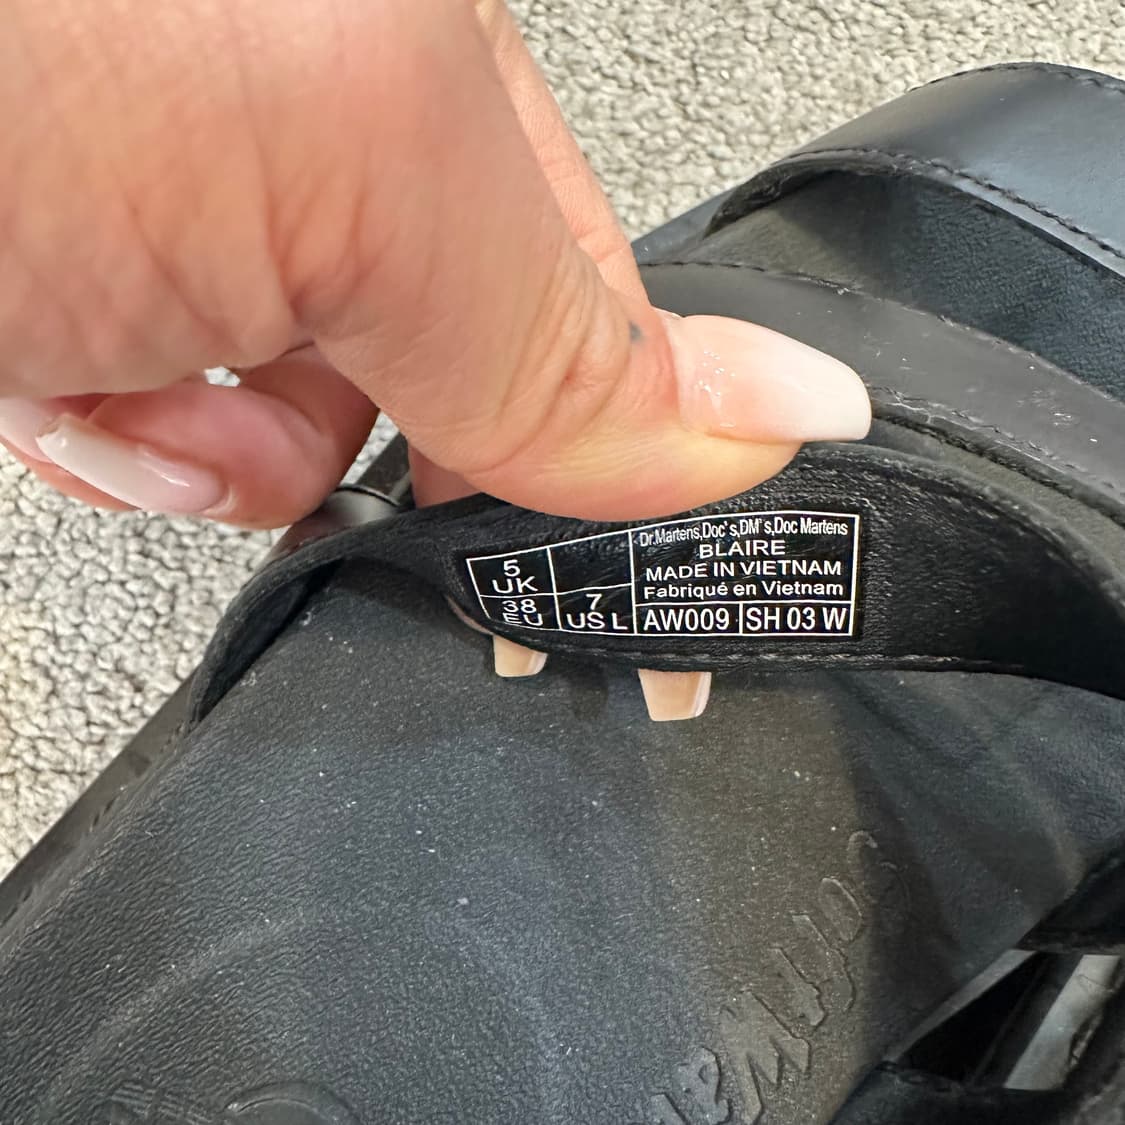 Dr.Martens,Doc's,DM's,Doc Martens
BLAIRE
MADE IN VIETNAM
Fabriqué en Vietnam
5
UK
38
EU
7
US L
AW009
SH 03 W